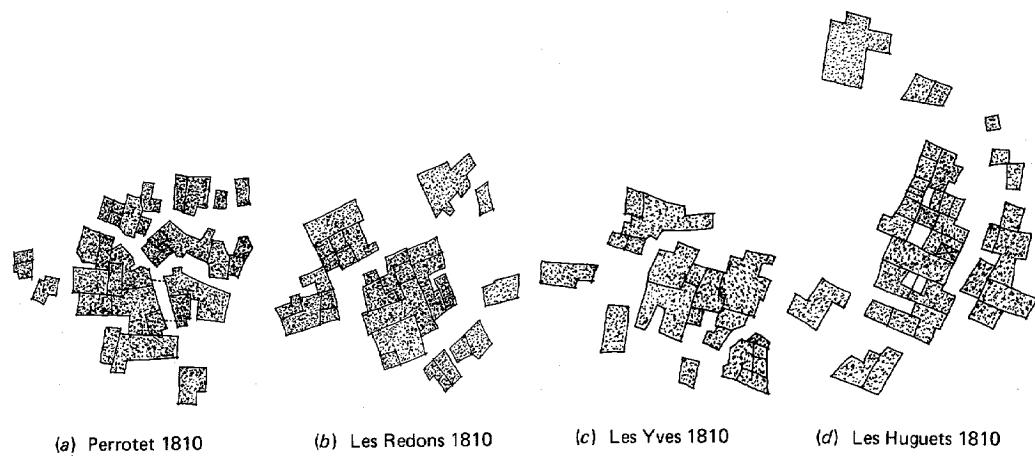 (a) Perrotet 1810
(b) Les Redons 1810
(c) Les Yves 1810
(d) Les Huguets 1810